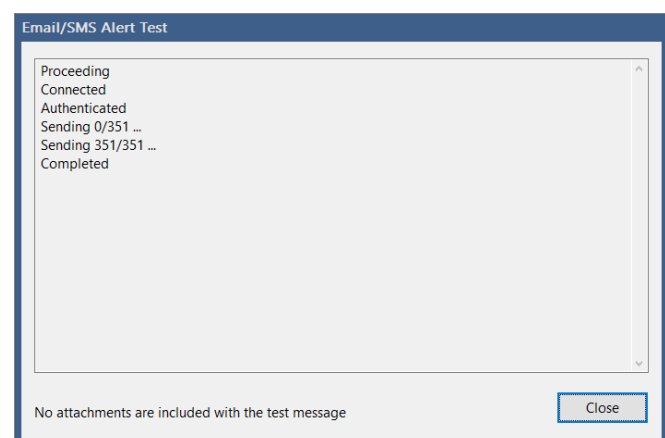 Email/SMS Alert Test
Proceeding
Connected
Authenticated
Sending 0/351 ...
Sending 351/351 ...
Completed
No attachments are included with the test message
Close